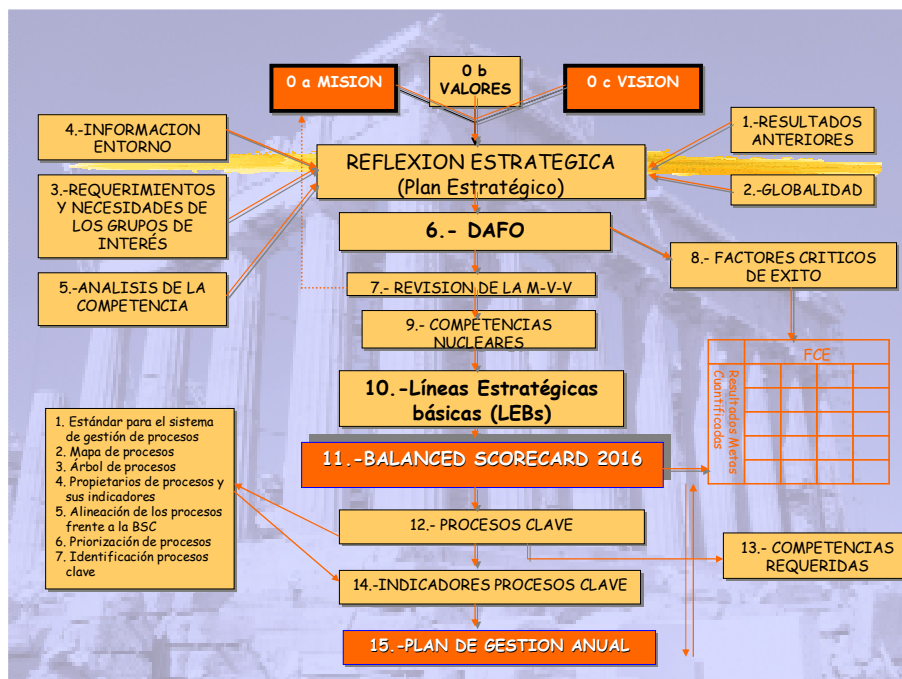 0 a MISION
0 b
VALORES
0 c VISION
4.-INFORMACION
ENTORNO
1.-RESULTADOS
ANTERIORES
REFLEXION ESTRATEGICA
(Plan Estratégico)
3.-REQUERIMIENTOS
Y NECESIDADES DE
LOS GRUPOS DE
INTERÉS
2.-GLOBALIDAD
6.- DAFO
8.- FACTORES CRITICOS
DE EXITO
5.-ANALISIS DE LA
COMPETENCIA
7.- REVISION DE LA M-V-V
9.- COMPETENCIAS
NUCLEARES
FCE
Resultados Metas
Cuantificadas
10.-Líneas Estratégicas
básicas (LEBs)
1. Estándar para el sistema
de gestión de procesos
2. Mapa de procesos
3. Árbol de procesos
4. Propietarios de procesos y
sus indicadores
5. Alineación de los procesos
frente a la BSC
6. Priorización de procesos
7. Identificación procesos
clave
11.-BALANCED SCORECARD 2016
12.- PROCESOS CLAVE
13.- COMPETENCIAS
REQUERIDAS
14.-INDICADORES PROCESOS CLAVE
15.-PLAN DE GESTION ANUAL